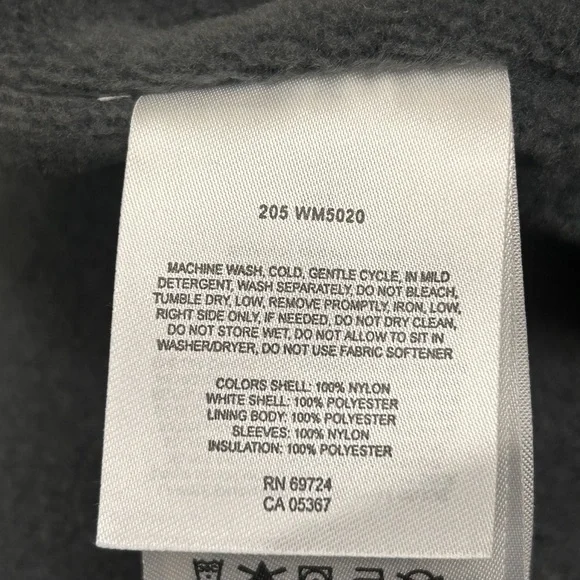 205 WM5020
MACHINE WASH, COLD, GENTLE CYCLE, IN MILD
DETERGENT, WASH SEPARATELY, DO NOT BLEACH,
TUMBLE DRY, LOW, REMOVE PROMPTLY, IRON, LOW,
RIGHT SIDE ONLY, IF NEEDED, DO NOT DRY CLEAN,
DO NOT STORE WET, DO NOT ALLOW TO SIT IN
WASHER/DRYER, DO NOT USE FABRIC SOFTENER
COLORS SHELL: 100% NYLON
WHITE SHELL: 100% POLYESTER
LINING BODY: 100% POLYESTER
SLEEVES: 100% NYLON
INSULATION: 100% POLYESTER
RN 69724
CA 05367